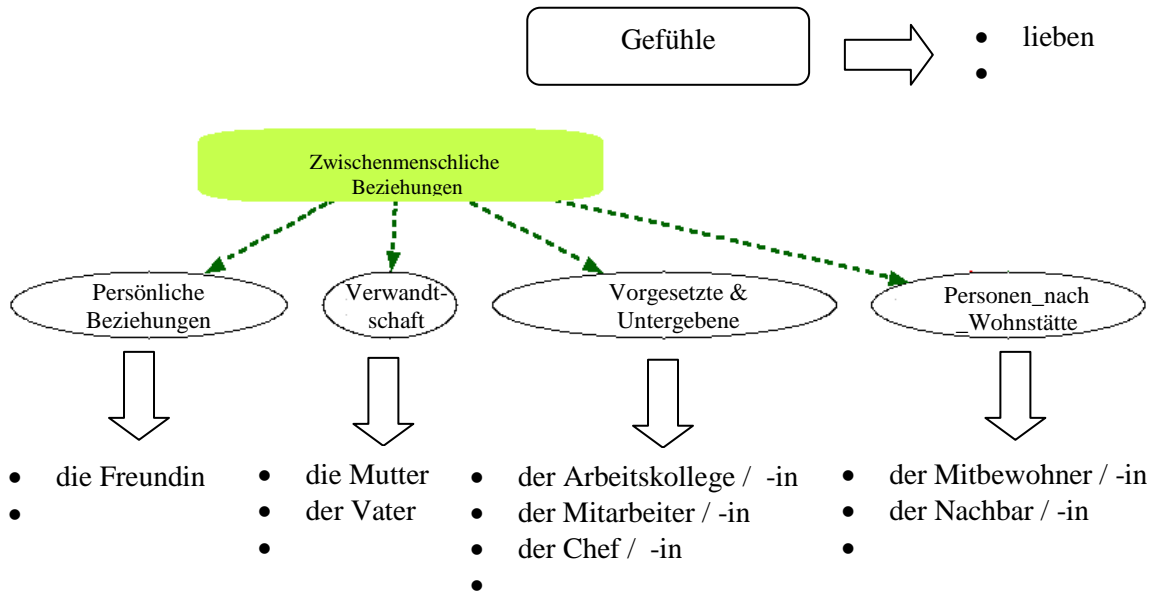 Gefühle
• lieben
•
Zwischenmenschliche
Beziehungen
Persönliche
Beziehungen
Verwandt-
schaft
Vorgesetzte &
Untergebene
Personen_nach
_Wohnstätte
• die Freundin
•
• die Mutter
• der Vater
•
• der Arbeitskollege / -in
• der Mitarbeiter / -in
• der Chef / -in
•
• der Mitbewohner / -in
• der Nachbar / -in
•